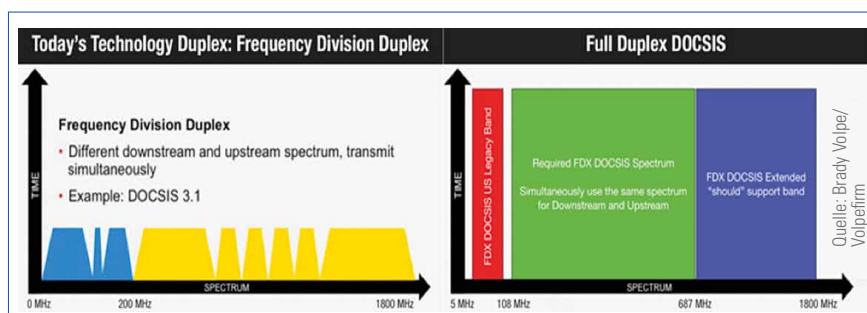 Today's Technology Duplex: Frequency Division Duplex
TIME
Frequency Division Duplex
• Different downstream and upstream spectrum, transmit
simultaneously
• Example: DOCSIS 3.1
SPECTRUM
0 MHz
200 MHz
1800 MHz
Full Duplex DOCSIS
TIME
FDX DOCSIS US Legacy Band
Required FDX DOCSIS Spectrum
Simultaneously use the same spectrum
for Downstream and Upstream
FDX DOCSIS Extended
"should" support band
SPECTRUM
5 MHz
108 MHz
687 MHz
1800 MHz
Quelle: Brady Volpe/
Volpefirm